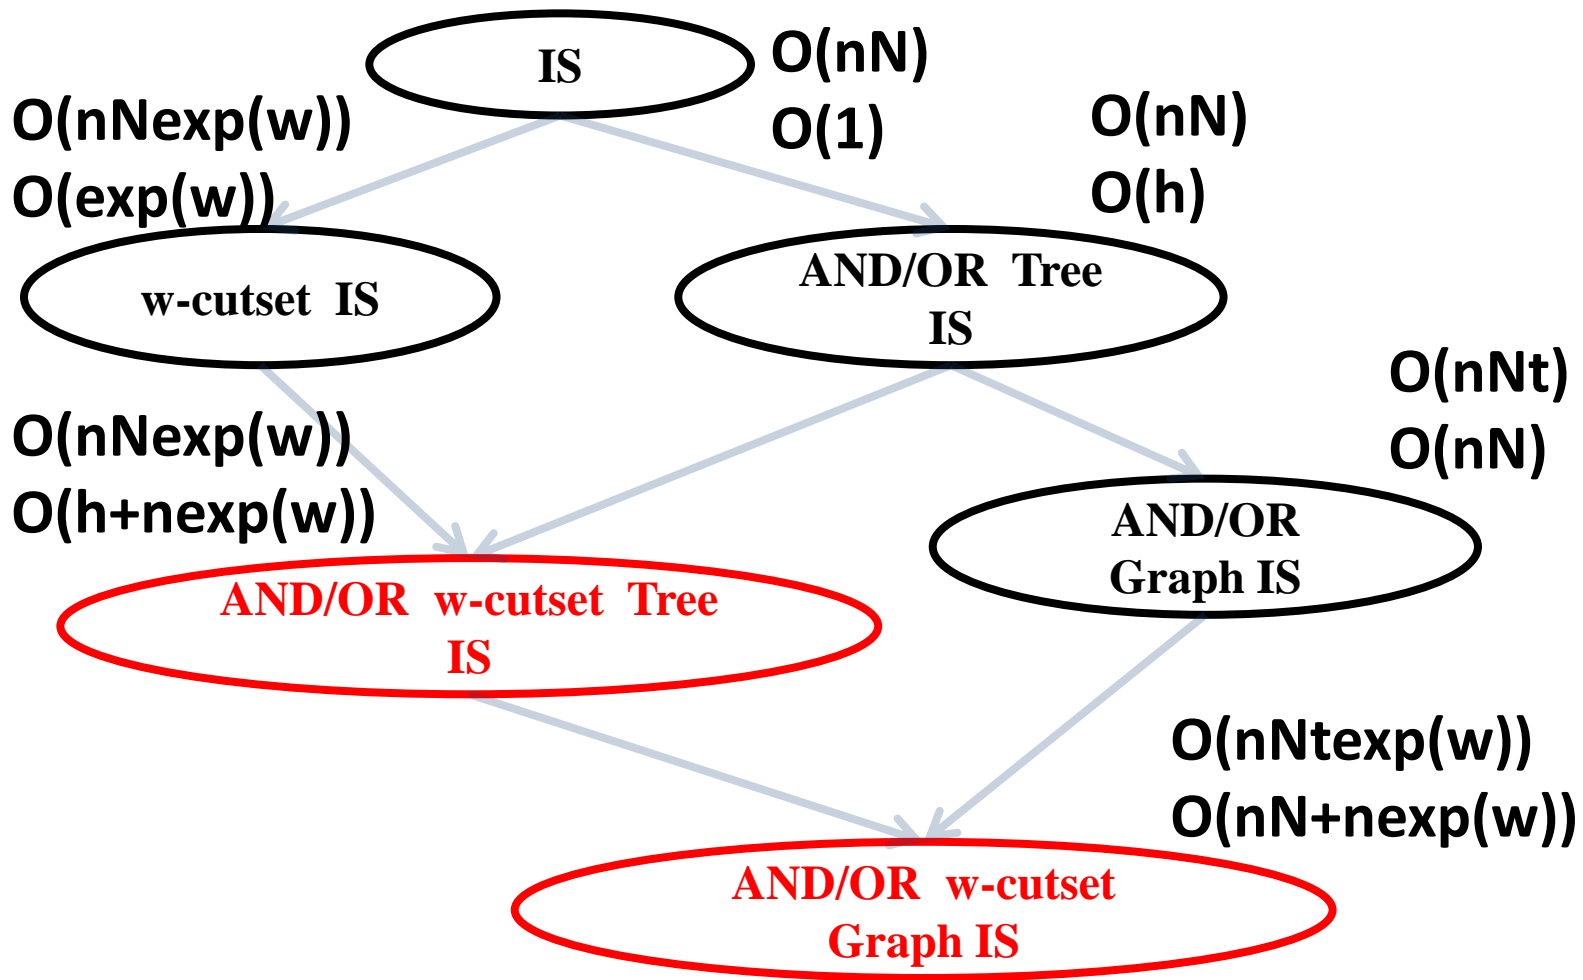 IS
O(nN)
O(1)
O(nNexp(w))
O(exp(w))
O(nN)
O(h)
w-cutset IS
AND/OR Tree
IS
O(nNt)
O(nN)
O(nNexp(w))
O(h+nexp(w))
AND/OR
Graph IS
AND/OR w-cutset Tree
IS
O(nNtexp(w))
O(nN+nexp(w))
AND/OR w-cutset
Graph IS